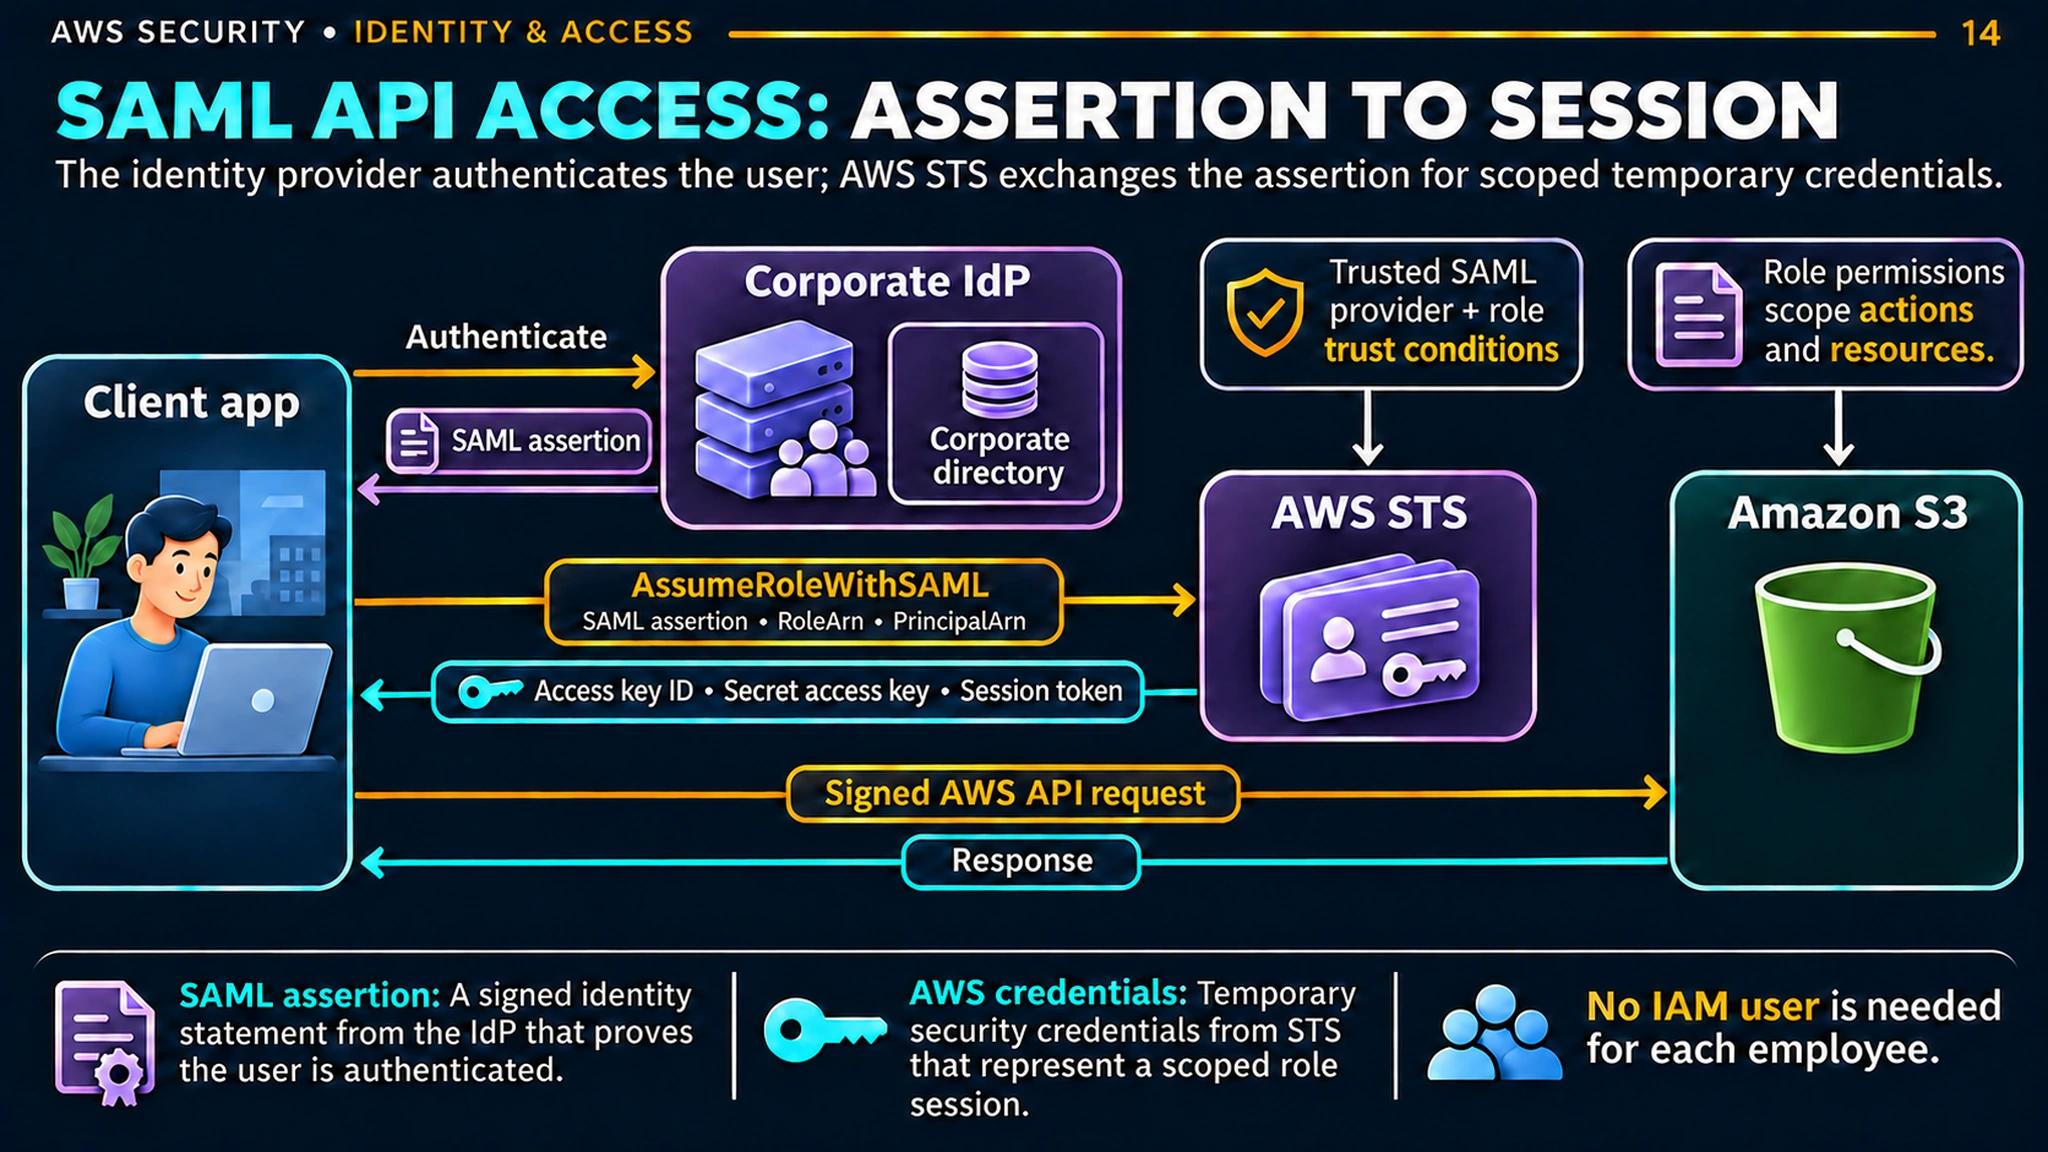 AWS SECURITY • IDENTITY & ACCESS
14
SAML API ACCESS: ASSERTION TO SESSION
The identity provider authenticates the user; AWS STS exchanges the assertion for scoped temporary credentials.
Client app
Authenticate
SAML assertion
Corporate IdP
Corporate
directory
Trusted SAML
provider + role
trust conditions
Role permissions
scope actions
and resources.
AWS STS
Amazon S3
AssumeRoleWithSAML
SAML assertion • RoleArn • PrincipalArn
Access key ID • Secret access key • Session token
Signed AWS API request
Response
SAML assertion: A signed identity
statement from the IdP that proves
the user is authenticated.
AWS credentials: Temporary
security credentials from STS
that represent a scoped role
session.
No IAM user is needed
for each employee.